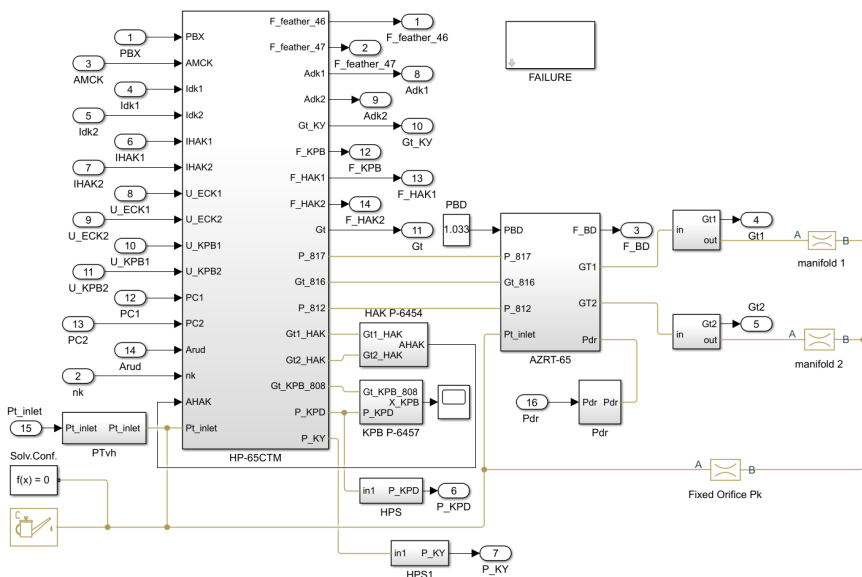 1
PBX
3
AMCK
4
Idk1
5
Idk2
6
IHAK1
7
IHAK2
8
U_ECK1
9
U_ECK2
10
U_KPB1
11
U_KPB2
12
PC1
13
PC2
14
Arud
2
nk
Pt_inlet
15
Pt_inlet Pt_inlet
PTvh
Solv.Conf.
f(x) = 0
C
PBX
AMCK
Idk1
Idk2
IHAK1
IHAK2
U_ECK1
U_ECK2
U_KPB1
U_KPB2
PC1
PC2
Arud
nk
AHAK
Pt_inlet
F_feather_46
F_feather_47
Adk1
Adk2
Gt_КУ
F_KPB
F_HAK1
F_HAK2
Gt
P_817
Gt_816
P_812
Gt1_HAK
Gt2_HAK
Gt_KPB_808
P_KPD
P_KY
HP-65CTM
1
F_feather_46
2
F_feather_47
8
Adk1
9
Adk2
10
Gt_КУ
12
F_KPB
13
F_HAK1
14
F_HAK2
11
Gt
HAK P-6454
Gt1_HAK
AHAK
Gt2_HAK
Gt_KPB_808
X_KPB
P_KPD
KPB P-6457
in1 P_KPD
HPS
6
P_KPD
in1 P_KY
HPS1
7
P_KY
FAILURE
PBD
1.033
PBD
P_817
Gt_816
P_812
Pt_inlet
F_BD
GT1
GT2
Pdr
AZRT-65
3
F_BD
16
Pdr
Pdr Pdr
Pdr
Gt1
in
out
4
Gt1
Gt2
in
out
Gt2
5
A B
manifold 1
A B
manifold 2
A B
Fixed Orifice Pk